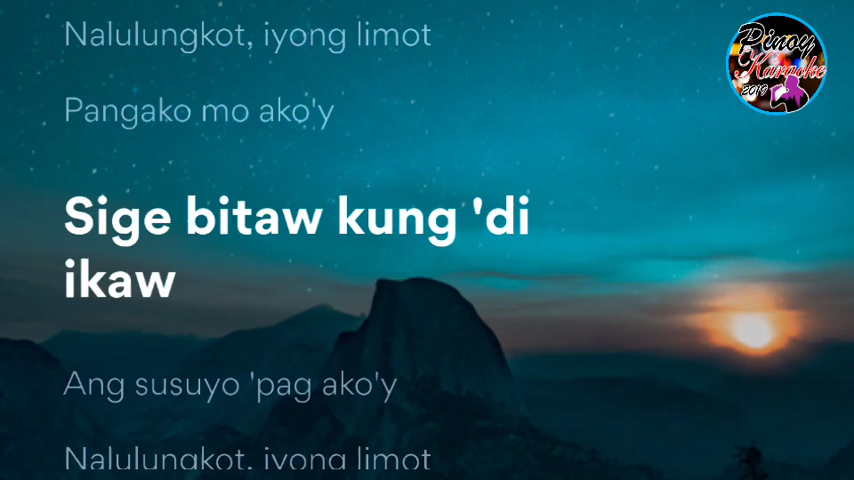 Nalulungkot, iyong limot
Pangako mo ako'y
Sige bitaw kung 'di
ikaw
Ang susuyo 'pag ako'y
Nalulungkot, iyong limot
Pinoy
Karaoke
2019